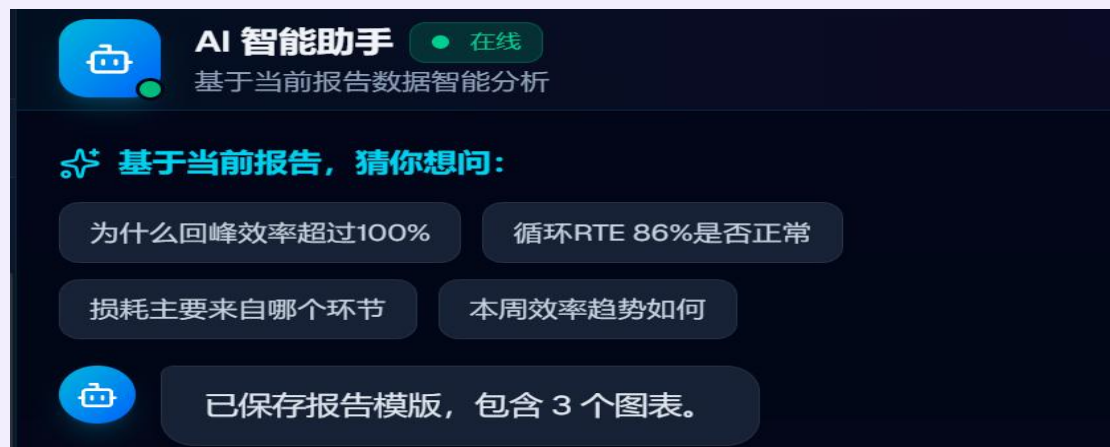 AI 智能助手 在线
基于当前报告数据智能分析
基于当前报告，猜你想问：
为什么回峰效率超过100% 循环RTE 86%是否正常
损耗主要来自哪个环节 本周效率趋势如何
已保存报告模版，包含 3 个图表。